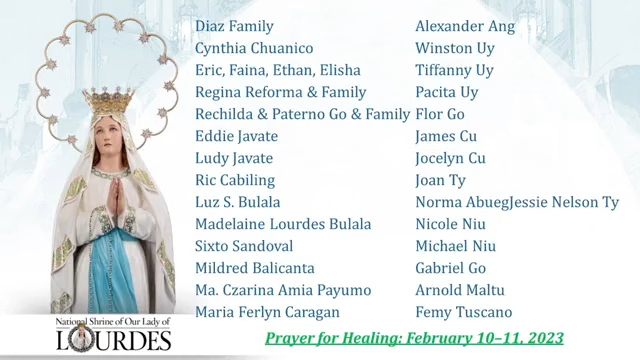 Diaz Family
Cynthia Chuanico
Eric, Faina, Ethan, Elisha
Regina Reforma & Family
Rechilda & Paterno Go & Family
Eddie Javate
Ludy Javate
Ric Cabiling
Luz S. Bulala
Madelaine Lourdes Bulala
Sixto Sandoval
Mildred Balicanta
Ma. Czarina Amia Payumo
Maria Ferlyn Caragan
Alexander Ang
Winston Uy
Tiffanny Uy
Pacita Uy
Flor Go
James Cu
Jocelyn Cu
Joan Ty
Norma AbuegJessie Nelson Ty
Nicole Niu
Michael Niu
Gabriel Go
Arnold Maltu
Femy Tuscano
National Shrine of Our Lady of
LOURDES
Prayer for Healing: February 10–11, 2023